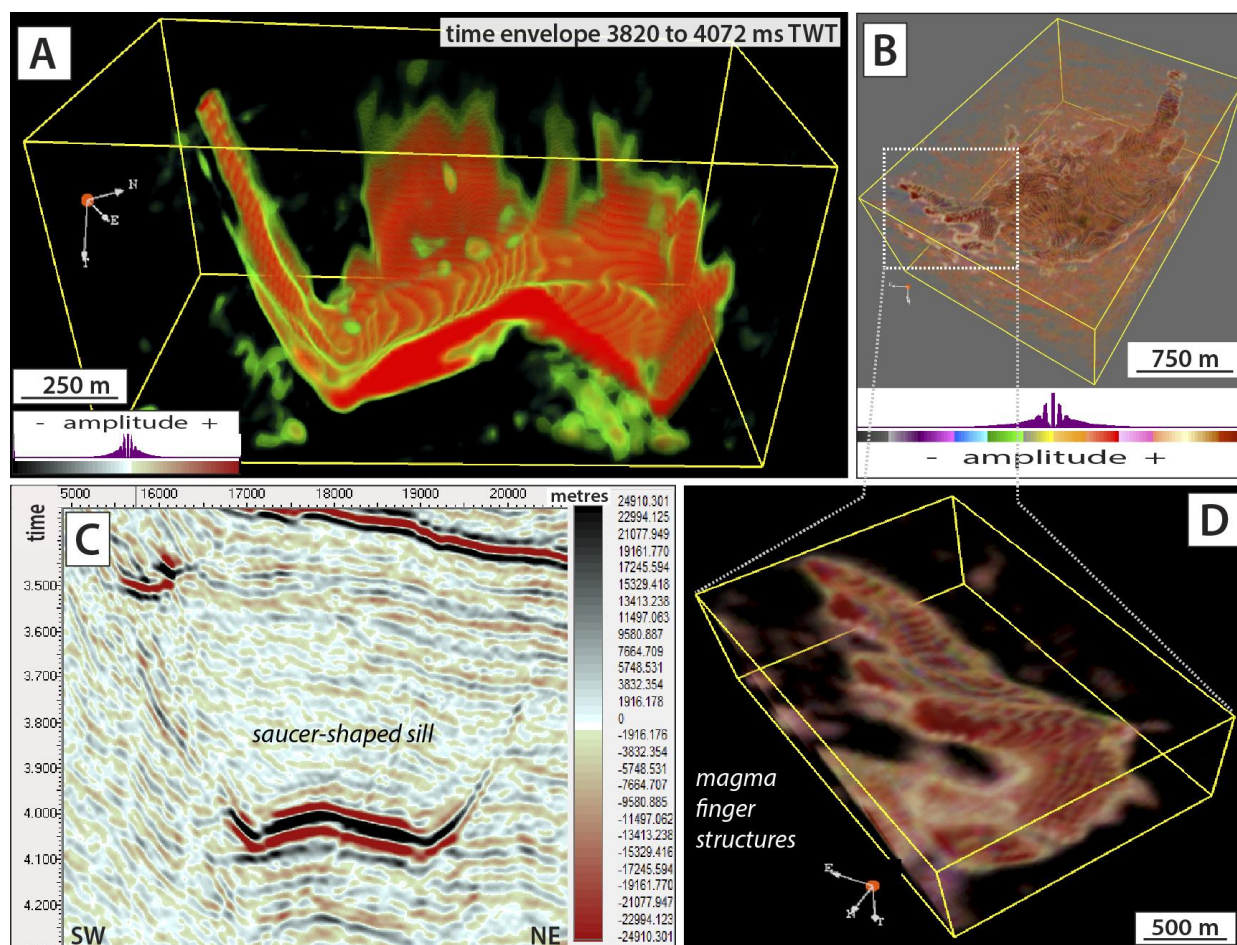 A
time envelope 3820 to 4072 ms TWT
N
E
T
250 m
- amplitude +
B
750 m
- amplitude +
C
5000 16000 17000 18000 19000 20000 metres
time
3.500
3.600
3.700
3.800
3.900
4.000
4.100
4.200
saucer-shaped sill
SW
NE
24910.301
22994.125
21077.949
19161.770
17245.594
15329.418
13413.238
11497.063
9580.887
7664.709
5748.531
3832.354
1916.178
0
-1916.176
-3832.354
-5748.531
-7664.707
-9580.885
-11497.062
-13413.238
-15329.416
-17245.594
-19161.770
-21077.947
-22994.123
-24910.301
D
magma
finger
structures
E
N
T
500 m